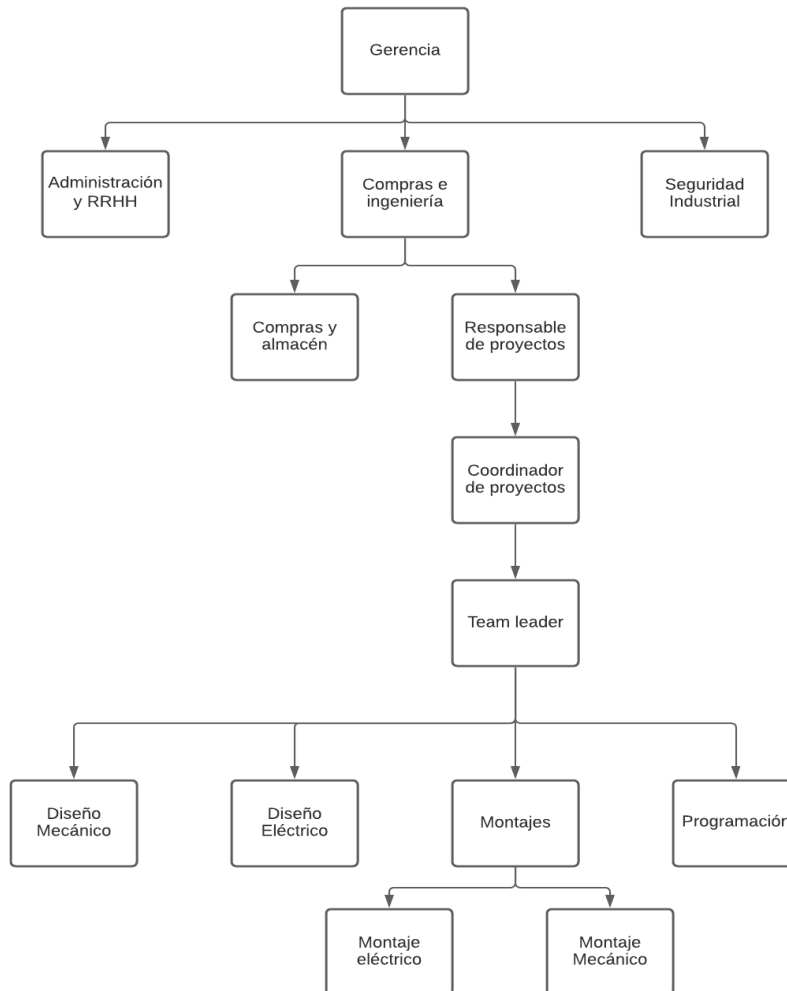 Gerencia
Administración
y RRHH
Compras e
ingeniería
Seguridad
Industrial
Compras y
almacén
Responsable
de proyectos
Coordinador
de proyectos
Team leader
Diseño
Mecánico
Diseño
Eléctrico
Montajes
Programación
Montaje
eléctrico
Montaje
Mecánico